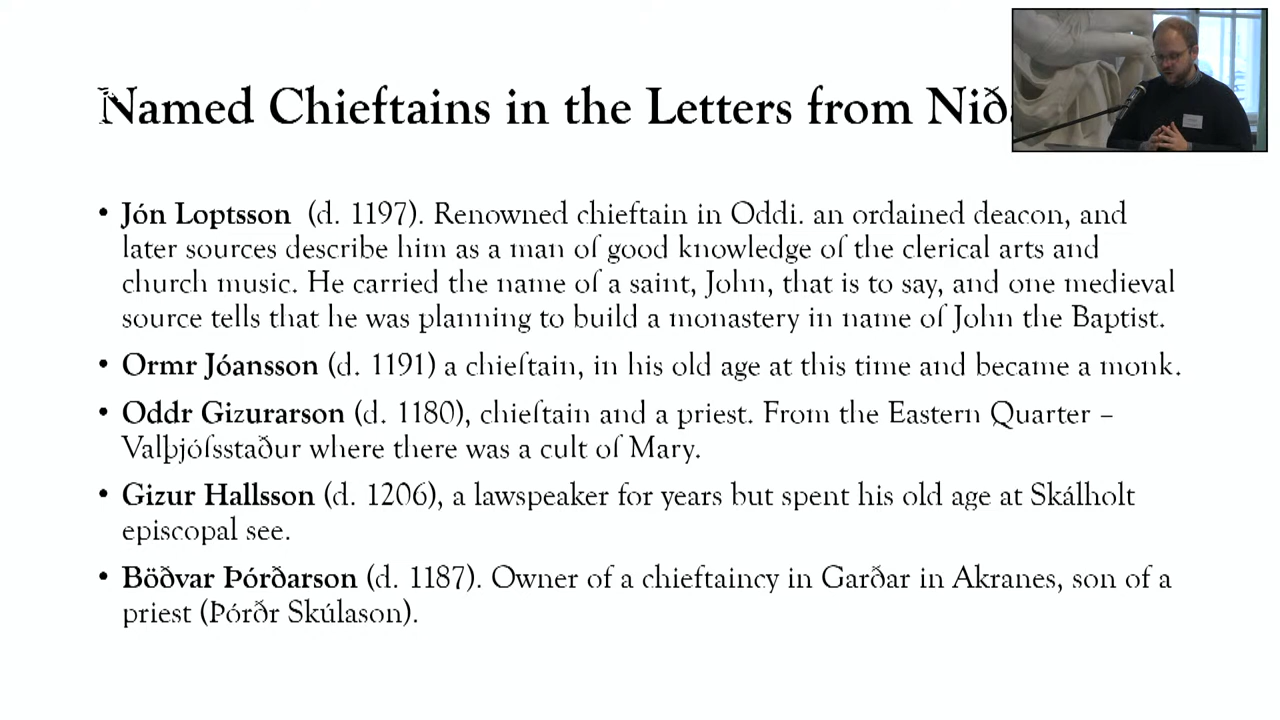 Named Chieftains in the Letters from
• Jón Loptsson (d. 1197). Renowned chieftain in Oddi. an ordained deacon, and
later sources describe him as a man of good knowledge of the clerical arts and
church music. He carried the name of a saint, John, that is to say, and one medieval
source tells that he was planning to build a monastery in name of John the Baptist.
• Ormr Jóansson (d. 1191) a chieftain, in his old age at this time and became a monk.
• Oddr Gizurarson (d. 1180), chieftain and a priest. From the Eastern Quarter –
Valþjófsstaður where there was a cult of Mary.
• Gizur Hallsson (d. 1206), a lawspeaker for years but spent his old age at Skálholt
episcopal see.
• Böðvar Þórðarson (d. 1187). Owner of a chieftaincy in Garðar in Akranes, son of a
priest (Þórðr Skúlason).